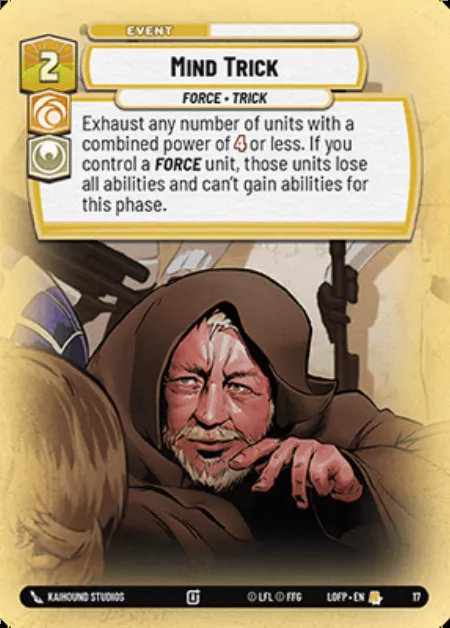 EVENT
2
MIND TRICK
FORCE • TRICK
Exhaust any number of units with a
combined power of 4 or less. If you
control a FORCE unit, those units lose
all abilities and can't gain abilities for
this phase.
KAIHOUND STUDIOS
© LFL © FFG
LOFP • EN
17